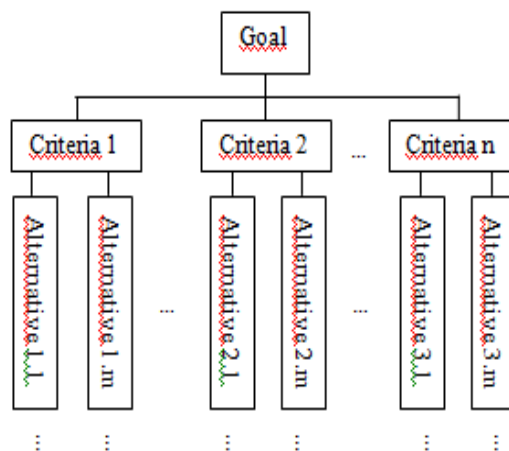 Goal
Criteria 1
Criteria 2
...
Criteria n
Alternative 1.1
Alternative 1.m
...
Alternative 2.1
Alternative 2.m
...
Alternative 3.1
Alternative 3.m
...
...
...
...
...
...